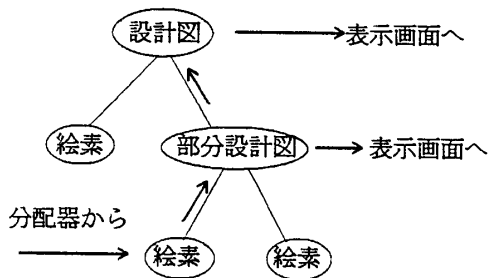 設計図
表示画面へ
絵素
部分設計図
表示画面へ
分配器から
絵素
絵素